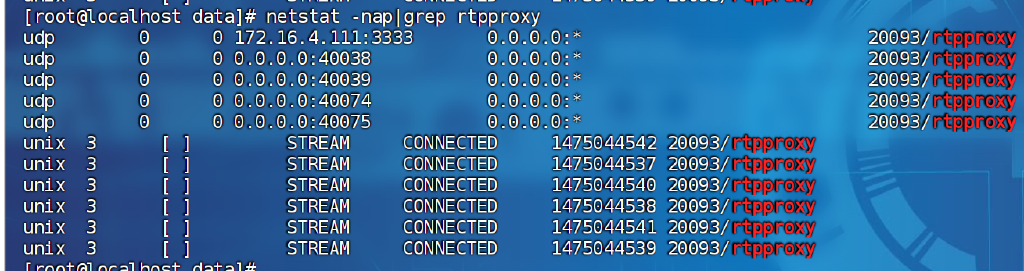 [root@localhost data]# netstat -nap|grep rtpproxy
udp 0 0 172.16.4.111:3333 0.0.0.0:* 20093/rtpproxy
udp 0 0 0.0.0.0:40038 0.0.0.0:* 20093/rtpproxy
udp 0 0 0.0.0.0:40039 0.0.0.0:* 20093/rtpproxy
udp 0 0 0.0.0.0:40074 0.0.0.0:* 20093/rtpproxy
udp 0 0 0.0.0.0:40075 0.0.0.0:* 20093/rtpproxy
unix 3 [ ] STREAM CONNECTED 1475044542 20093/rtpproxy
unix 3 [ ] STREAM CONNECTED 1475044537 20093/rtpproxy
unix 3 [ ] STREAM CONNECTED 1475044540 20093/rtpproxy
unix 3 [ ] STREAM CONNECTED 1475044538 20093/rtpproxy
unix 3 [ ] STREAM CONNECTED 1475044541 20093/rtpproxy
unix 3 [ ] STREAM CONNECTED 1475044539 20093/rtpproxy
[root@localhost data]#